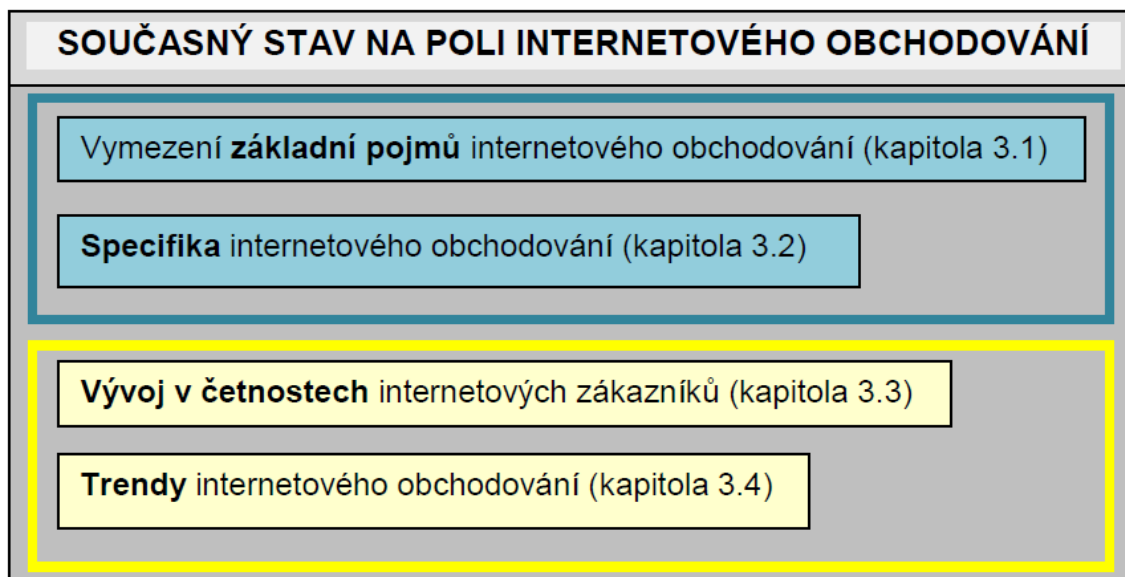 SOUČASNÝ STAV NA POLI INTERNETOVÉHO OBCHODOVÁNÍ
Vymezení základní pojmů internetového obchodování (kapitola 3.1)
Specifika internetového obchodování (kapitola 3.2)
Vývoj v četnostech internetových zákazníků (kapitola 3.3)
Trendy internetového obchodování (kapitola 3.4)